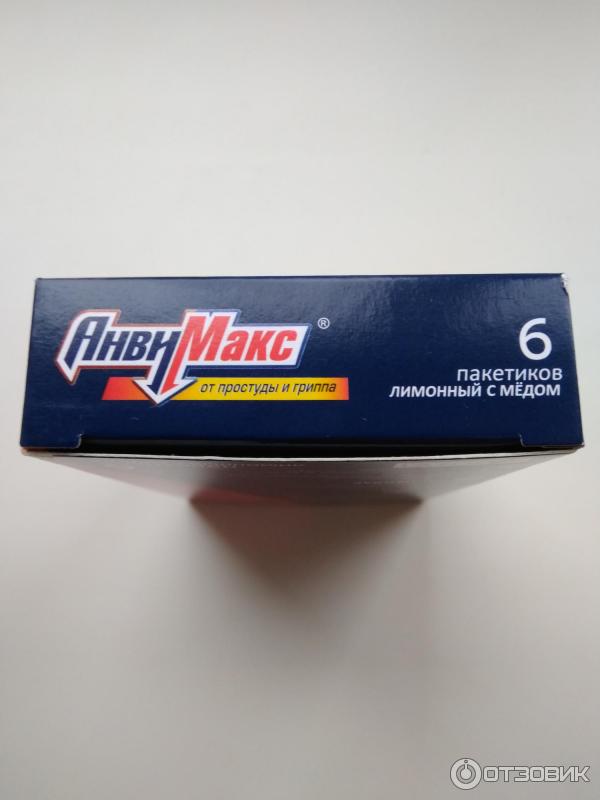 АнвиМакс®
от простуды и гриппа
6
пакетиков
лимонный с мёдом
ОТЗОВИК